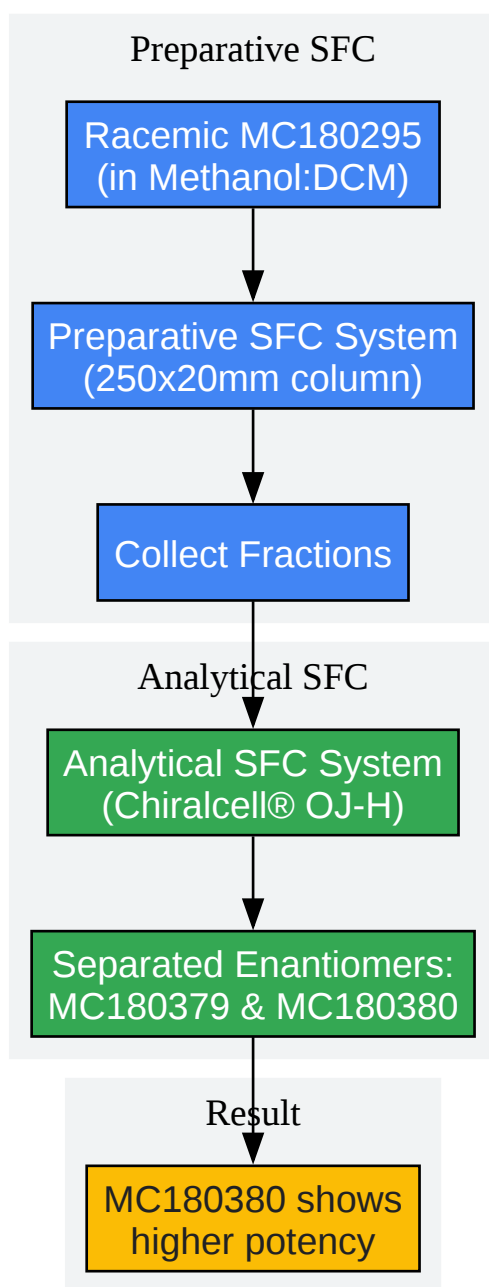 Preparative SFC
Racemic MC180295
(in Methanol:DCM)
Preparative SFC System
(250x20mm column)
Collect Fractions
Analytical SFC
Analytical SFC System
(Chiralcell® OJ-H)
Separated Enantiomers:
MC180379 & MC180380
Result
MC180380 shows
higher potency